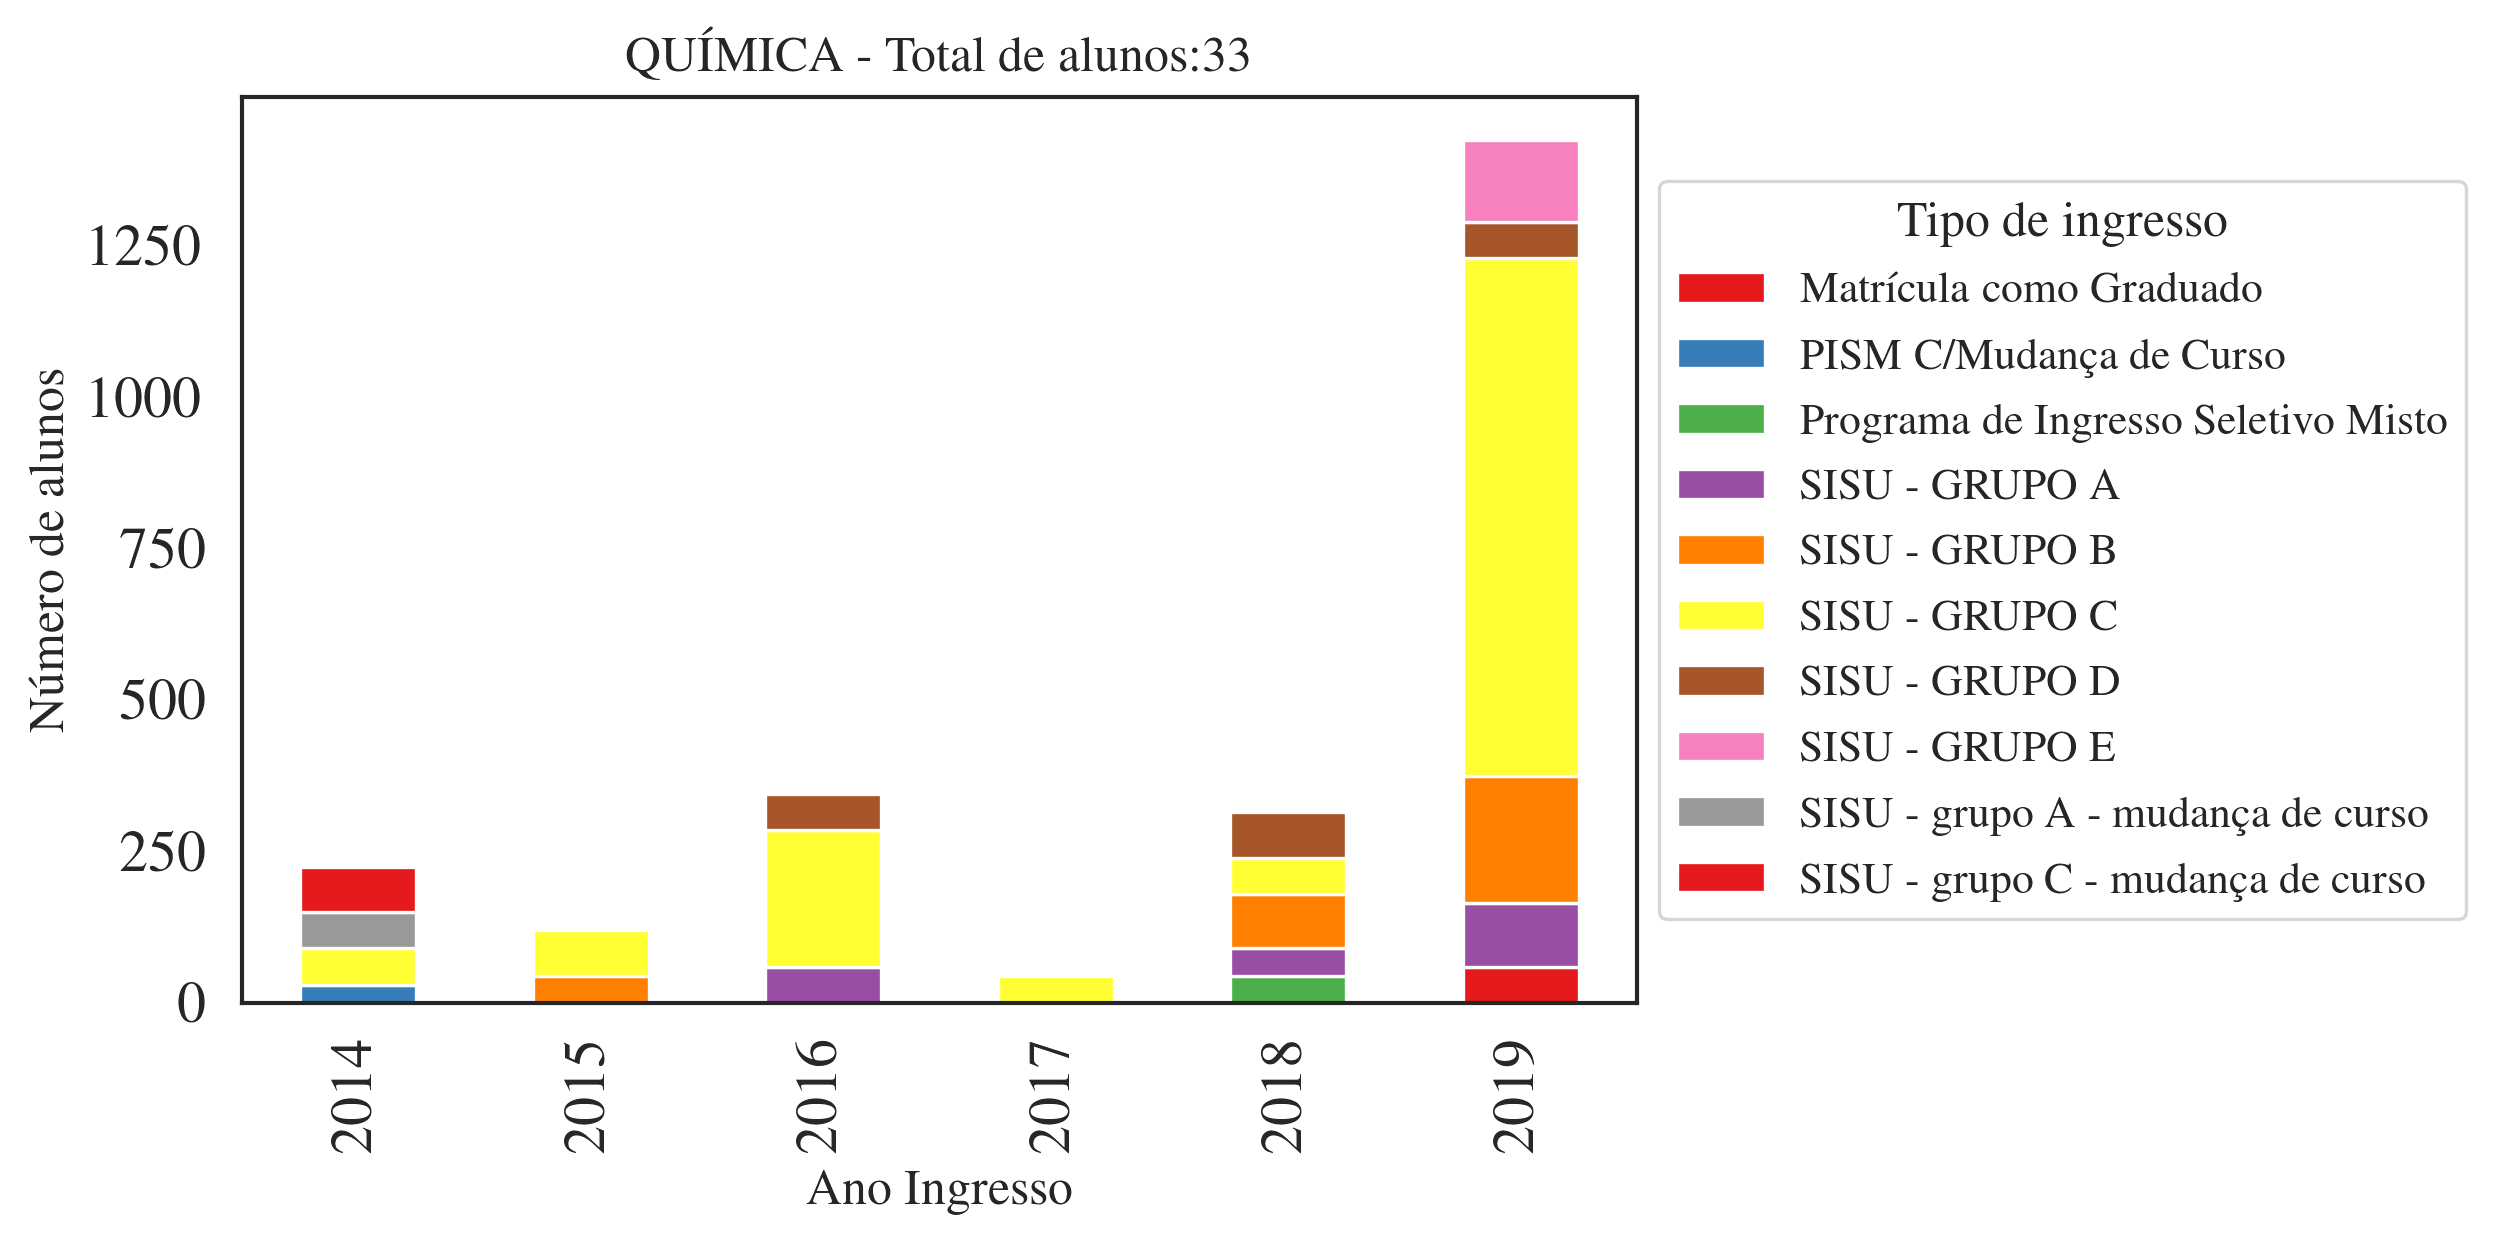 QUÍMICA - Total de alunos:33
Número de alunos
1250
1000
750
500
250
0
2014
2015
2016
2017
2018
2019
Ano Ingresso
Tipo de ingresso
Matrícula como Graduado
PISM C/Mudança de Curso
Programa de Ingresso Seletivo Misto
SISU - GRUPO A
SISU - GRUPO B
SISU - GRUPO C
SISU - GRUPO D
SISU - GRUPO E
SISU - grupo A - mudança de curso
SISU - grupo C - mudança de curso